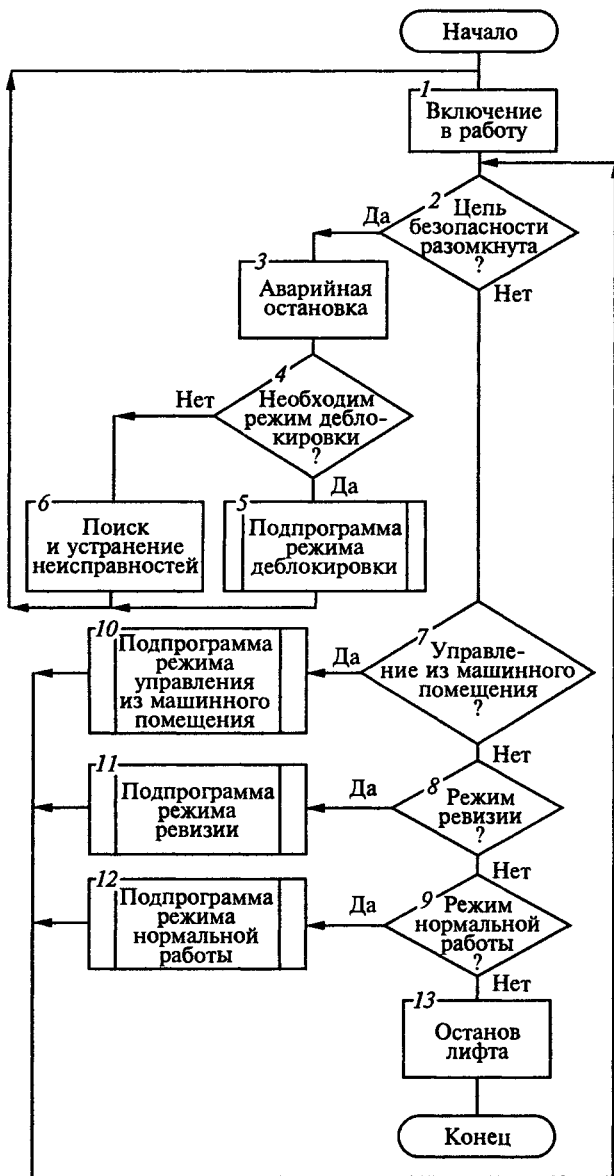 Начало
1
Включение
в работу
2
Цепь
безопасности
разомкнута
?
Да
Нет
3
Аварийная
остановка
4
Необходим
режим дебло-
кировки
?
Нет
Да
6
Поиск
и устранение
неисправностей
5
Подпрограмма
режима
деблокировки
7
Управле-
ние из машинного
помещения
?
Да
Нет
10
Подпрограмма
режима
управления
из машинного
помещения
8
Режим
ревизии
?
Да
Нет
11
Подпрограмма
режима
ревизии
9
Режим
нормальной
работы
?
Да
Нет
12
Подпрограмма
режима
нормальной
работы
13
Останов
лифта
Конец